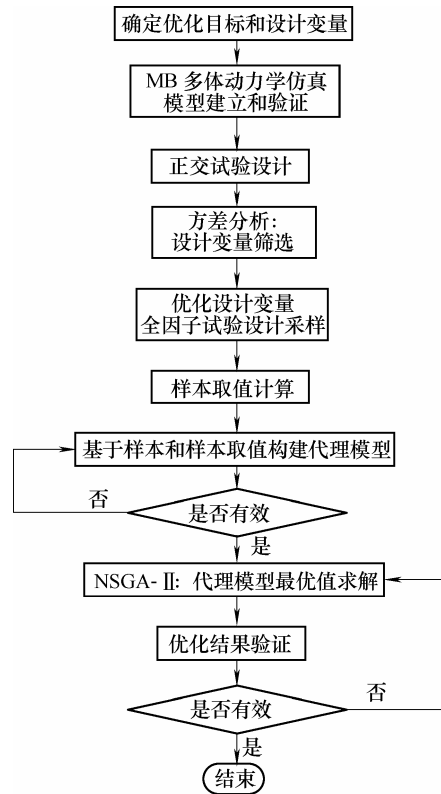 确定优化目标和设计变量
MB 多体动力学仿真
模型建立和验证
正交试验设计
方差分析:
设计变量筛选
优化设计变量
全因子试验设计采样
样本取值计算
基于样本和样本取值构建代理模型
否
是否有效
是
NSGA-Ⅱ: 代理模型最优值求解
优化结果验证
否
是否有效
是
结束